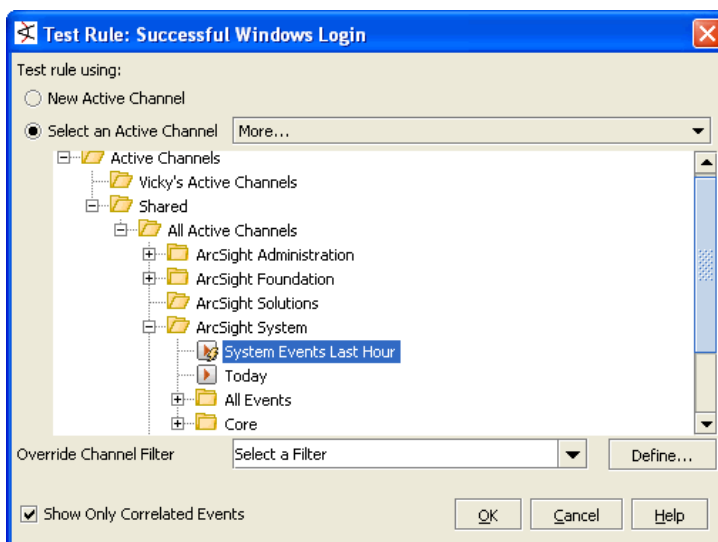 Test Rule: Successful Windows Login
Test rule using:
New Active Channel
Select an Active Channel More...
Active Channels
Vicky's Active Channels
Shared
All Active Channels
ArcSight Administration
ArcSight Foundation
ArcSight Solutions
ArcSight System
System Events Last Hour
Today
All Events
Core
Override Channel Filter Select a Filter Define...
Show Only Correlated Events OK Cancel Help